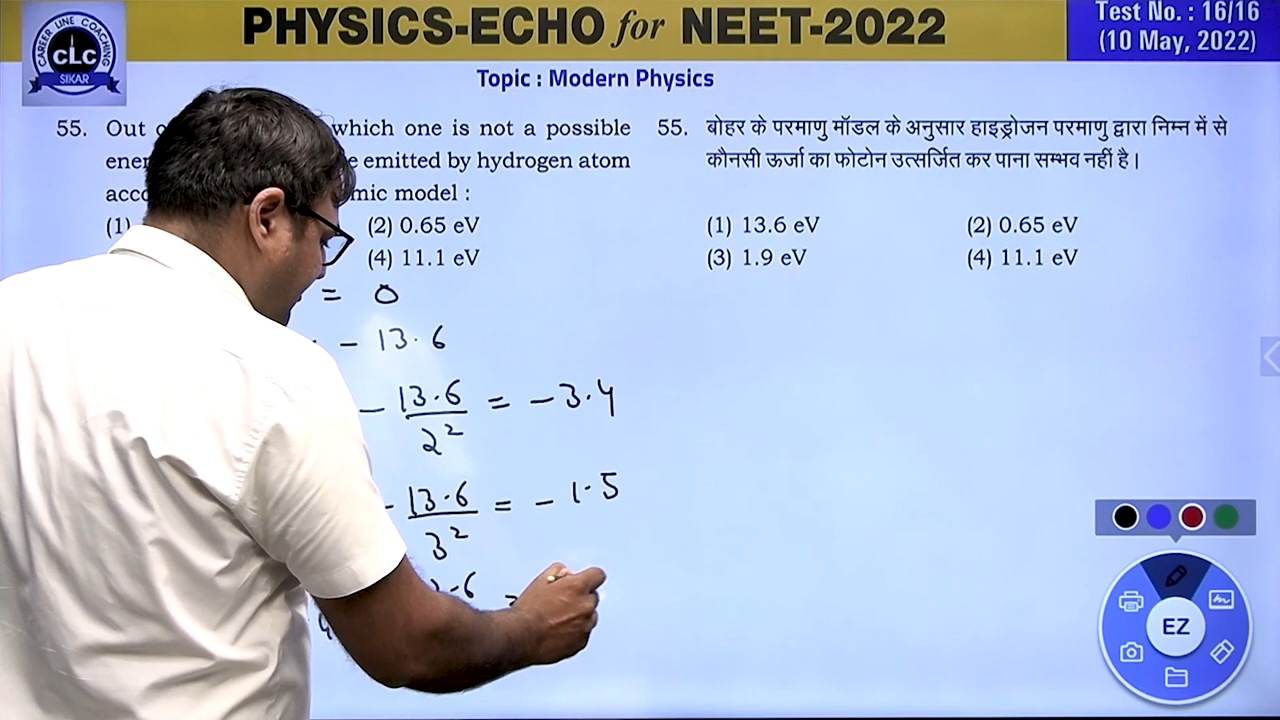 PHYSICS-ECHO for NEET-2022
Test No. : 16/16
(10 May, 2022)
CAREER LINE COACHING
CLC
SIKAR
Topic : Modern Physics
55. Out which one is not a possible
emitted by hydrogen atom
model :
(1)
(2) 0.65 eV
(4) 11.1 eV
55. बोहर के परमाणु मॉडल के अनुसार हाइड्रोजन परमाणु द्वारा निम्न में से
कौनसी ऊर्जा का फोटोन उत्सर्जित कर पाना सम्भव नहीं है।
(1) 13.6 eV (2) 0.65 eV
(3) 1.9 eV (4) 11.1 eV
= 0
- 13.6
- 13.6 / 2² = - 3.4
- 13.6 / 3² = - 1.5
EZ